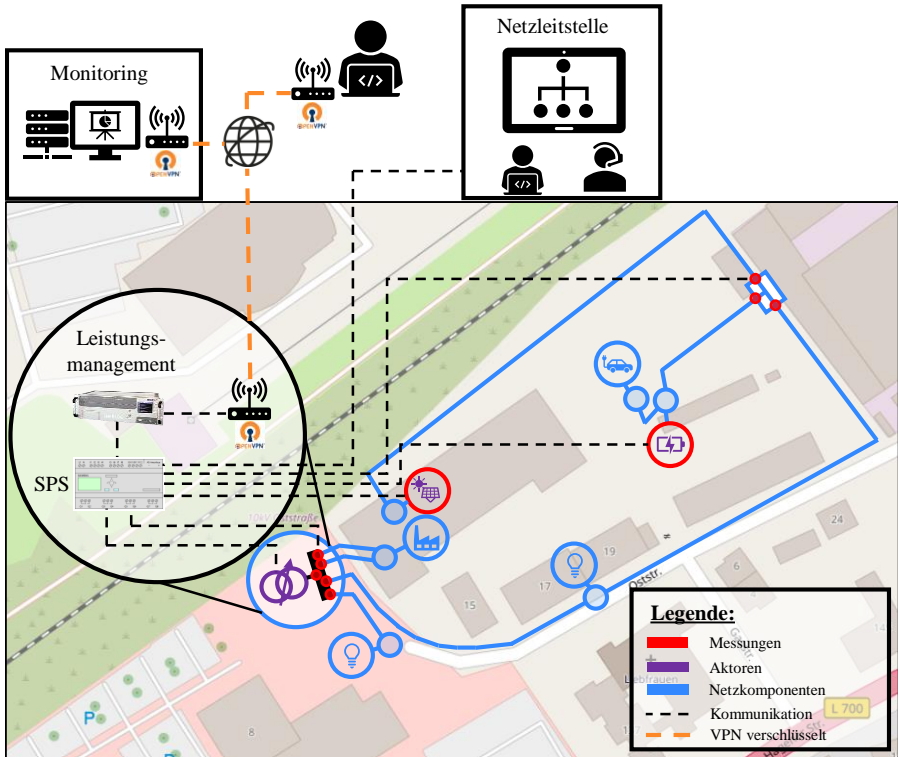 Netzleitstelle
Monitoring
</>
OPENVPN
OPENVPN
</>
Leistungs-
management
OPENVPN
SPS
24
19
6
17
15
Oststr.
8
P
P
L 700
Legende:
Messungen
Aktoren
Netzkomponenten
Kommunikation
VPN verschlüsselt